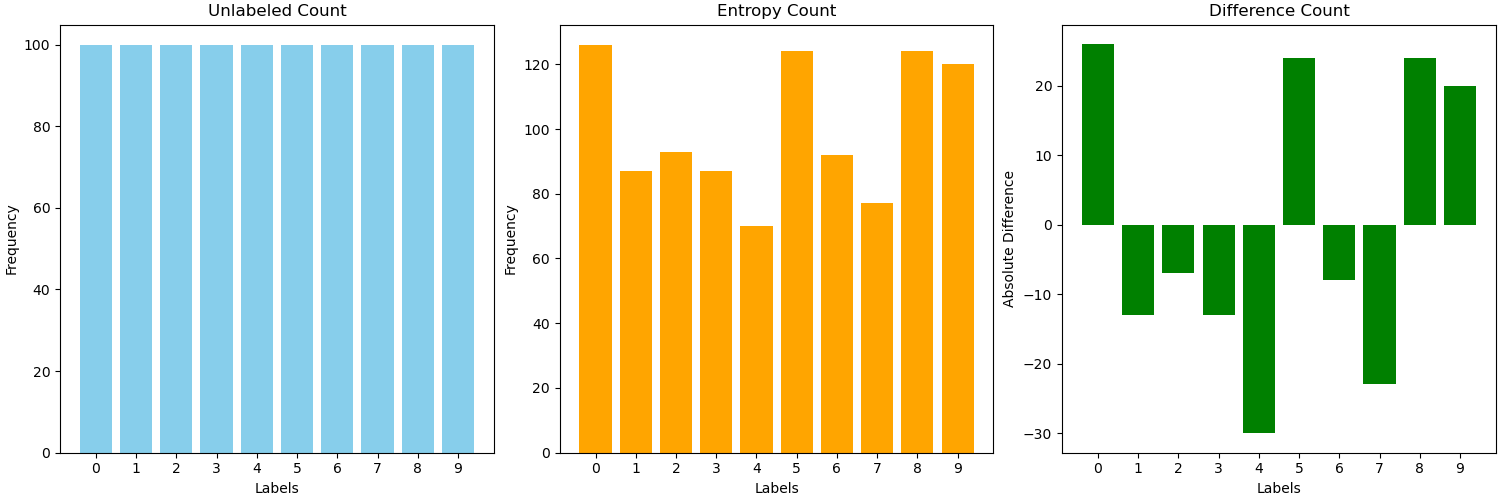 Unlabeled Count
Frequency
100
80
60
40
20
0
0 1 2 3 4 5 6 7 8 9
Labels
Entropy Count
Frequency
120
100
80
60
40
20
0
0 1 2 3 4 5 6 7 8 9
Labels
Difference Count
Absolute Difference
20
10
0
−10
−20
−30
0 1 2 3 4 5 6 7 8 9
Labels